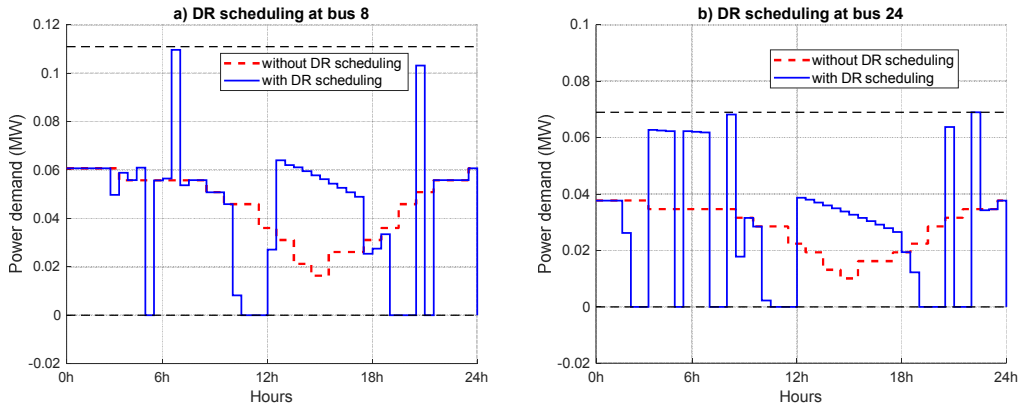 a) DR scheduling at bus 8
0.12
0.1
0.08
0.06
0.04
0.02
0
-0.02
Power demand (MW)
without DR scheduling
with DR scheduling
0h
6h
12h
18h
24h
Hours
b) DR scheduling at bus 24
0.1
0.08
0.06
0.04
0.02
0
-0.02
Power demand (MW)
without DR scheduling
with DR scheduling
0h
6h
12h
18h
24h
Hours